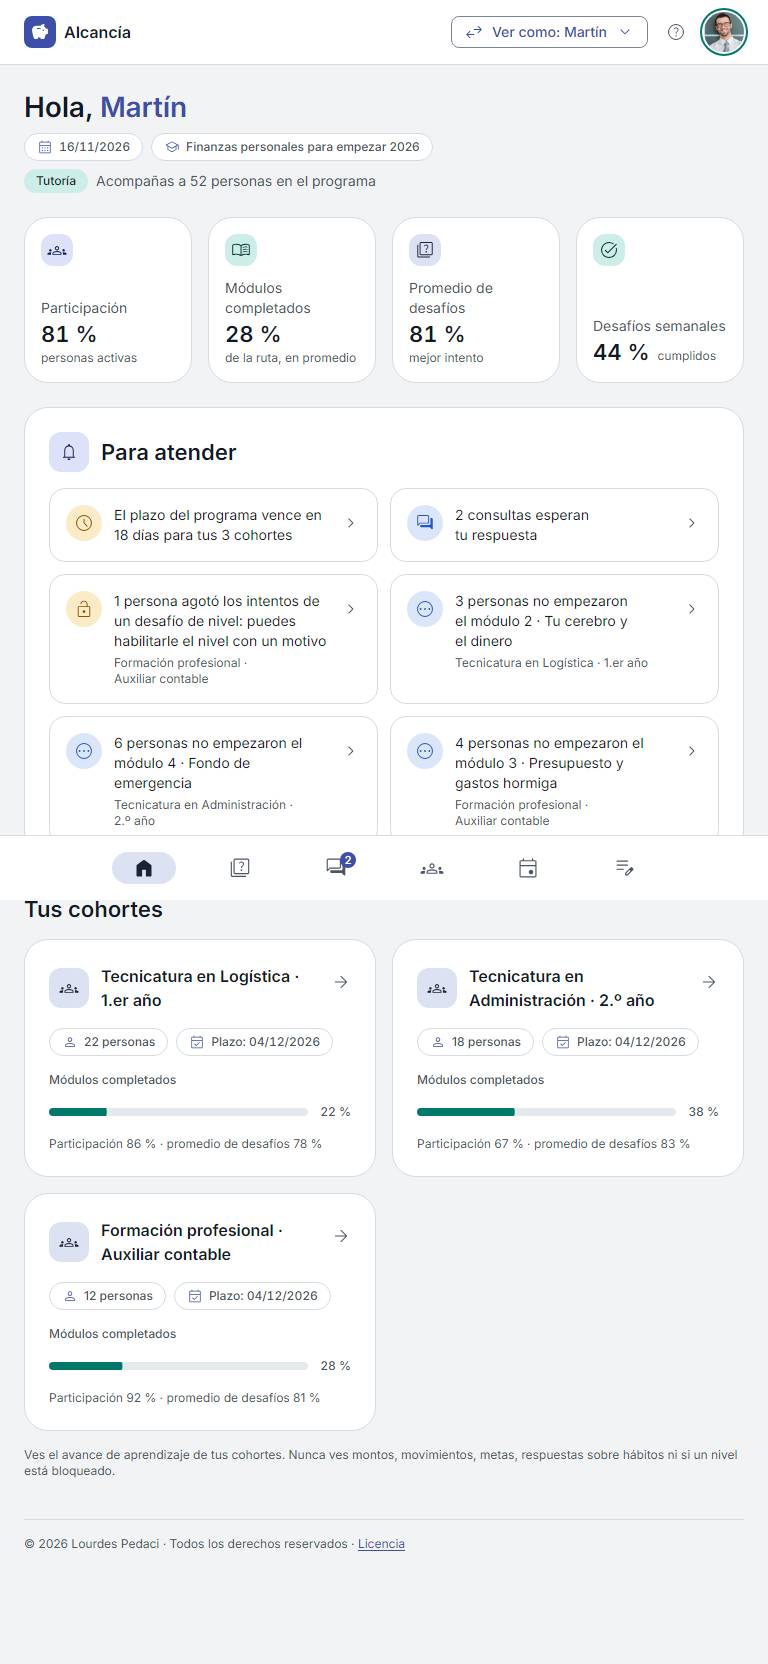 Alcancía
Ver como: Martín
Hola, Martín
16/11/2026
Finanzas personales para empezar 2026
Tutoría
Acompañas a 52 personas en el programa
Participación
81 %
personas activas
Módulos
completados
28 %
de la ruta, en promedio
Promedio de
desafíos
81 %
mejor intento
Desafíos semanales
44 % cumplidos
Para atender
El plazo del programa vence en
18 días para tus 3 cohortes
2 consultas esperan
tu respuesta
1 persona agotó los intentos de
un desafío de nivel: puedes
habilitarle el nivel con un motivo
Formación profesional ·
Auxiliar contable
3 personas no empezaron
el módulo 2 · Tu cerebro y
el dinero
Tecnicatura en Logística · 1.er año
6 personas no empezaron el
módulo 4 · Fondo de
emergencia
Tecnicatura en Administración ·
2.º año
4 personas no empezaron el
módulo 3 · Presupuesto y
gastos hormiga
Formación profesional ·
Auxiliar contable
2
Tus cohortes
Tecnicatura en Logística ·
1.er año
22 personas
Plazo: 04/12/2026
Módulos completados
22 %
Participación 86 % · promedio de desafíos 78 %
Tecnicatura en
Administración · 2.º año
18 personas
Plazo: 04/12/2026
Módulos completados
38 %
Participación 67 % · promedio de desafíos 83 %
Formación profesional ·
Auxiliar contable
12 personas
Plazo: 04/12/2026
Módulos completados
28 %
Participación 92 % · promedio de desafíos 81 %
Ves el avance de aprendizaje de tus cohortes. Nunca ves montos, movimientos, metas, respuestas sobre hábitos ni si un nivel
está bloqueado.
© 2026 Lourdes Pedaci · Todos los derechos reservados · Licencia